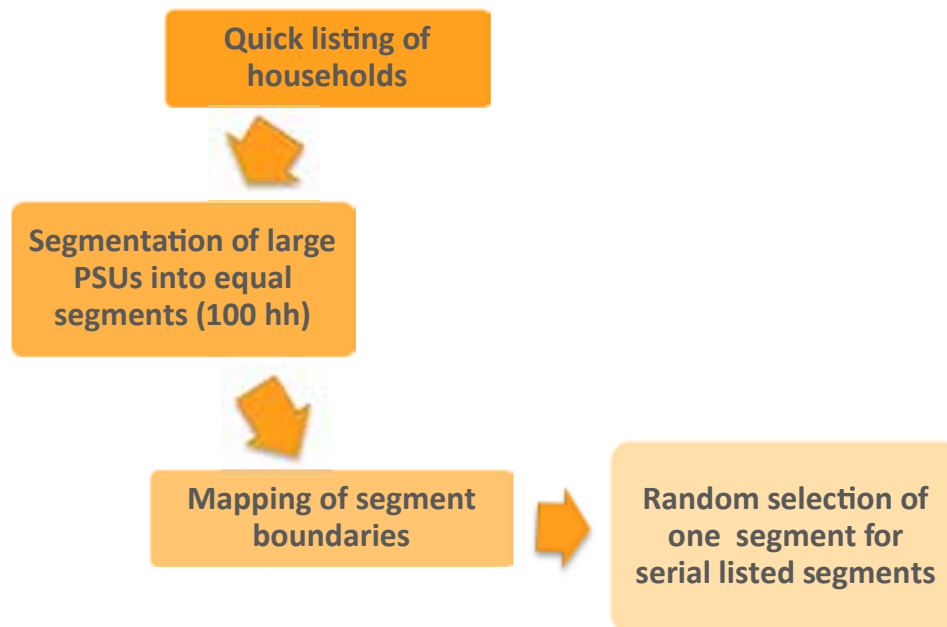 Quick listing of
households
Segmentation of large
PSUs into equal
segments (100 hh)
Mapping of segment
boundaries
Random selection of
one segment for
serial listed segments